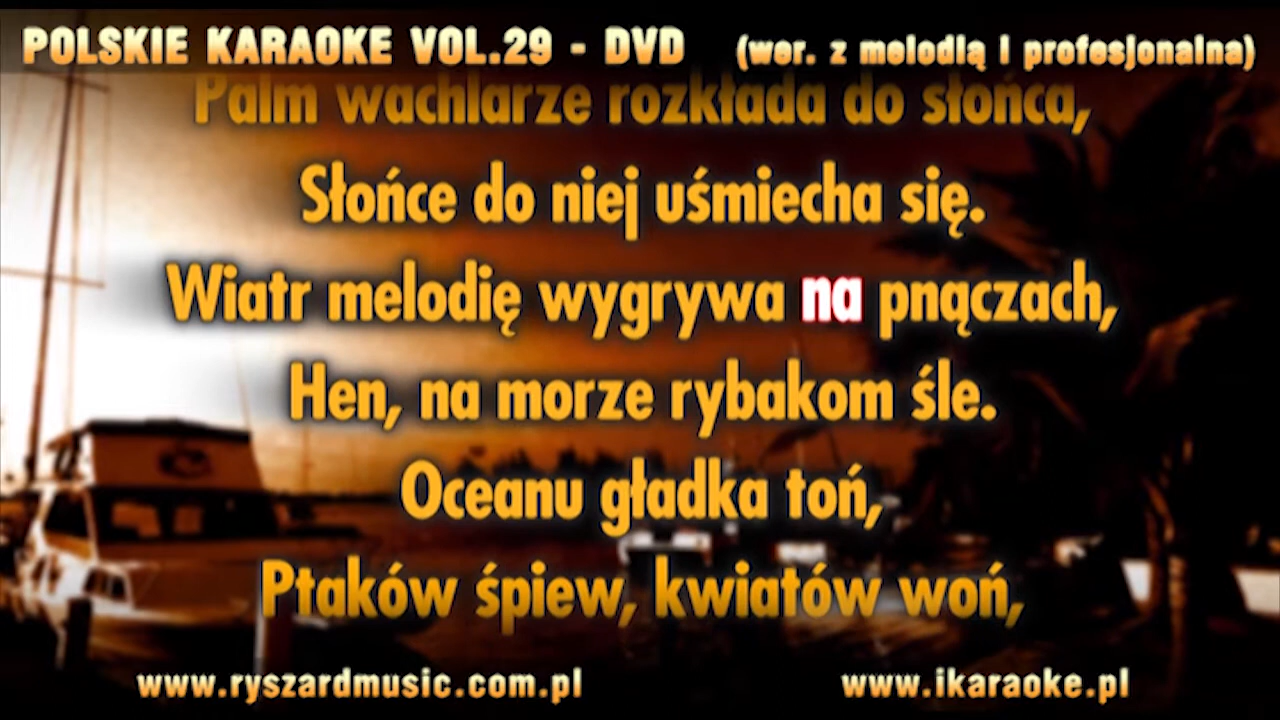 POLSKIE KARAOKE VOL.29 - DVD (wer. z melodią i profesjonalna)
Palm wachlarze rozkłada do słońca,
Słońce do niej uśmiecha się.
Wiatr melodię wygrywa na pnączach,
Hen, na morze rybakom śle.
Oceanu gładka toń,
Ptaków śpiew, kwiatów woń,
www.ryszardmusic.com.pl www.ikaraoke.pl